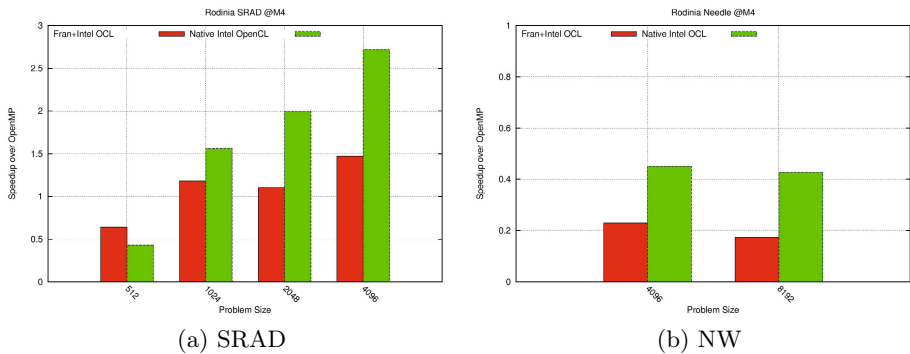 Rodinia SRAD @M4
Fran+Intel OCL Native Intel OpenCL
3
2.5
2
1.5
1
0.5
0
Speedup over OpenMP
512 1024 2048 4096
Problem Size
(a) SRAD
Rodinia Needle @M4
Fran+Intel OCL Native Intel OCL
1
0.8
0.6
0.4
0.2
0
Speedup over OpenMP
4096 8192
Problem Size
(b) NW